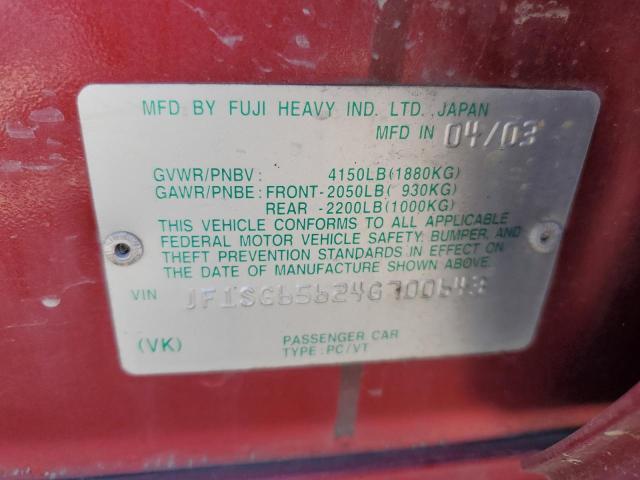 MFD BY FUJI HEAVY IND. LTD. JAPAN
MFD IN 04/03
GVWR/PNBV: 4150LB(1880KG)
GAWR/PNBE: FRONT-2050LB( 930KG)
REAR -2200LB(1000KG)
THIS VEHICLE CONFORMS TO ALL APPLICABLE
FEDERAL MOTOR VEHICLE SAFETY, BUMPER, AND
THEFT PREVENTION STANDARDS IN EFFECT ON
THE DATE OF MANUFACTURE SHOWN ABOVE.
VIN JF1SG65624G700643
(VK) PASSENGER CAR
TYPE: PC/VT